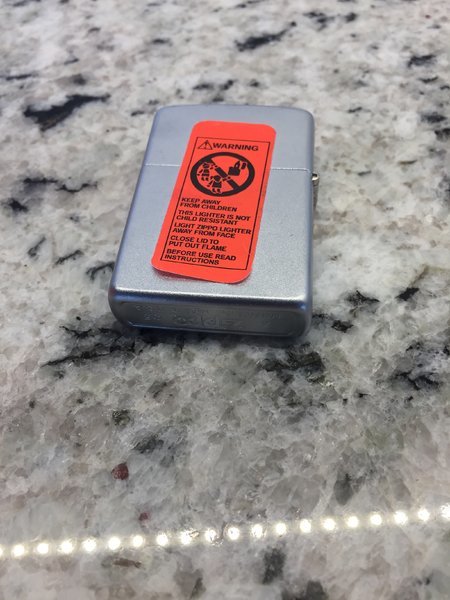 WARNING
KEEP AWAY
FROM CHILDREN
THIS LIGHTER IS NOT
CHILD RESISTANT
LIGHT ZIPPO LIGHTER
AWAY FROM FACE
CLOSE LID TO
PUT OUT FLAME
BEFORE USE READ
INSTRUCTIONS